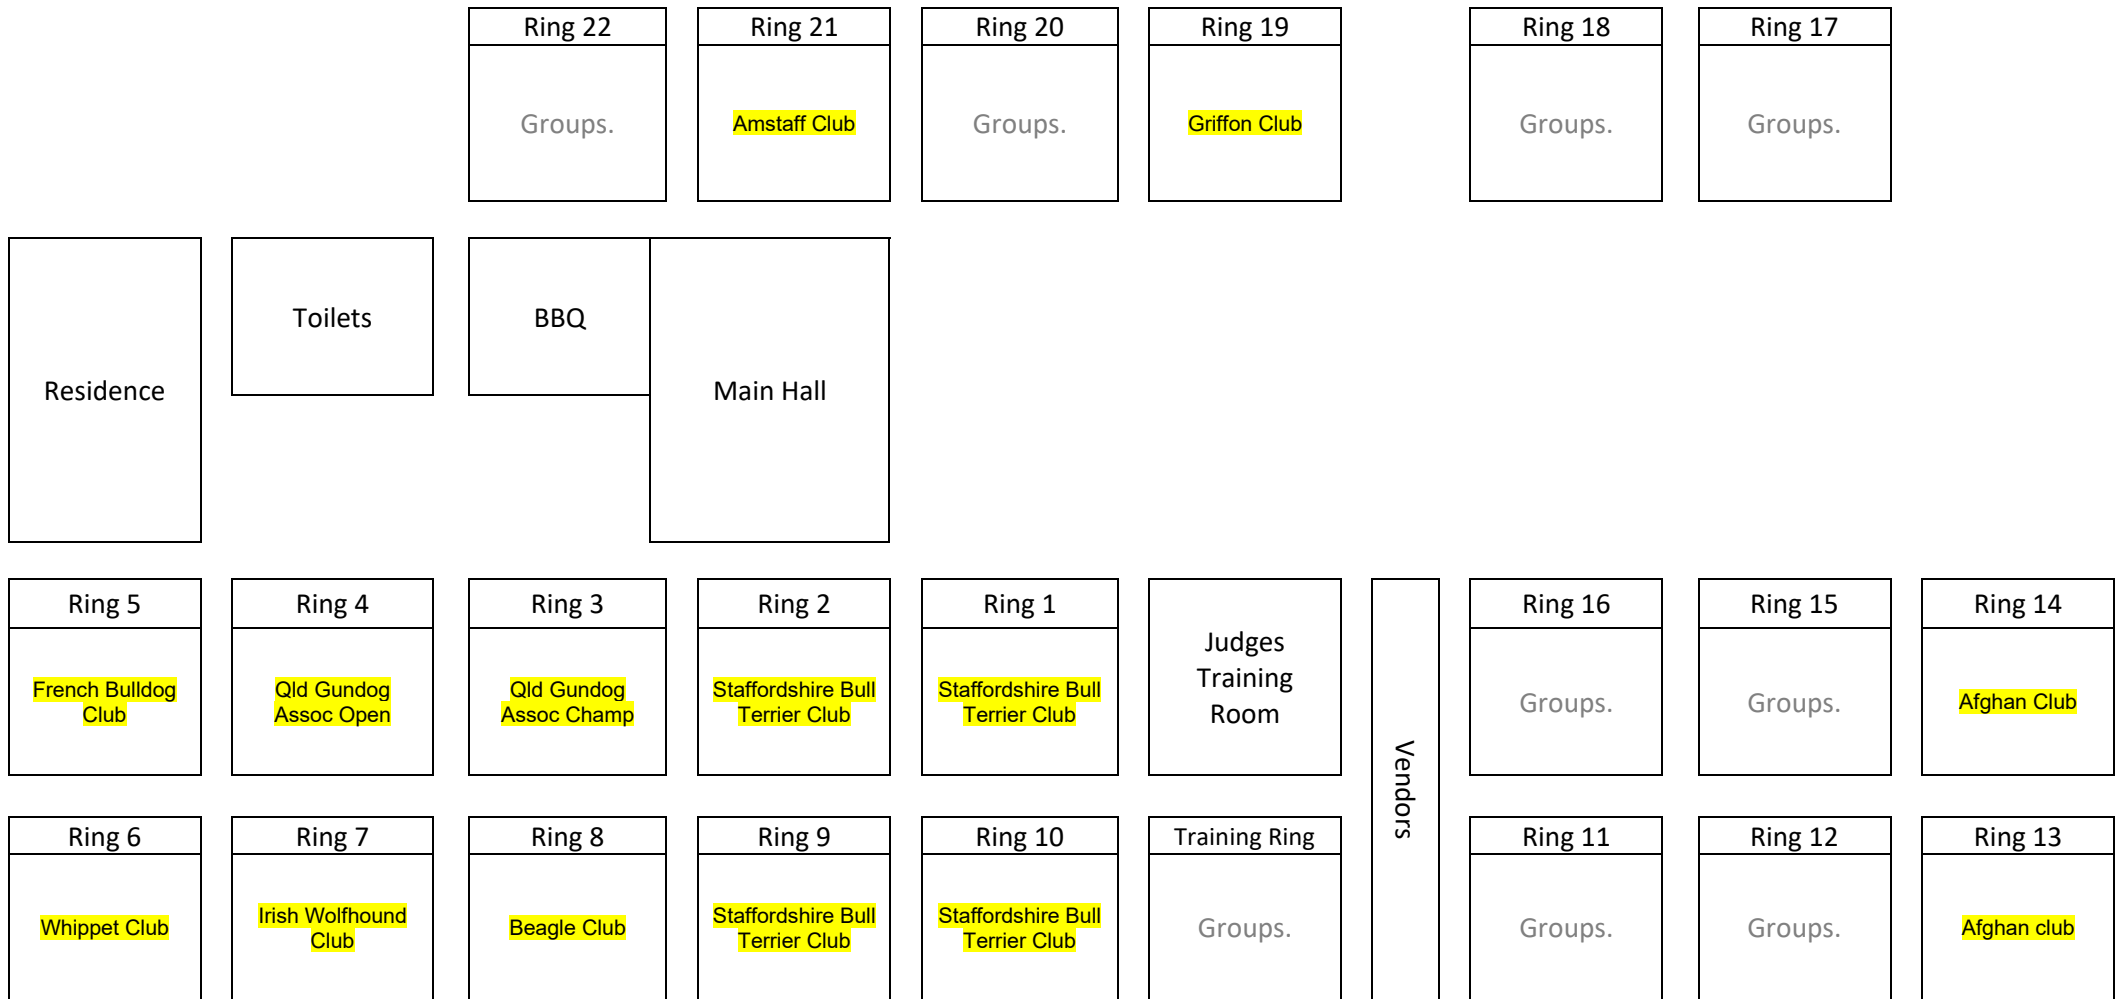 Ring 22
Ring 21
Ring 20
Ring 19
Ring 18
Ring 17
Groups.
Amstaff Club
Groups.
Griffon Club
Groups.
Groups.
Residence
Toilets
BBQ
Main Hall
Ring 5
Ring 4
Ring 3
Ring 2
Ring 1
Judges
Training
Room
Vendors
Ring 16
Ring 15
Ring 14
French Bulldog
Club
Qld Gundog
Assoc Open
Qld Gundog
Assoc Champ
Staffordshire Bull
Terrier Club
Staffordshire Bull
Terrier Club
Groups.
Groups.
Afghan Club
Ring 6
Ring 7
Ring 8
Ring 9
Ring 10
Training Ring
Ring 11
Ring 12
Ring 13
Whippet Club
Irish Wolfhound
Club
Beagle Club
Staffordshire Bull
Terrier Club
Staffordshire Bull
Terrier Club
Groups.
Groups.
Groups.
Afghan club